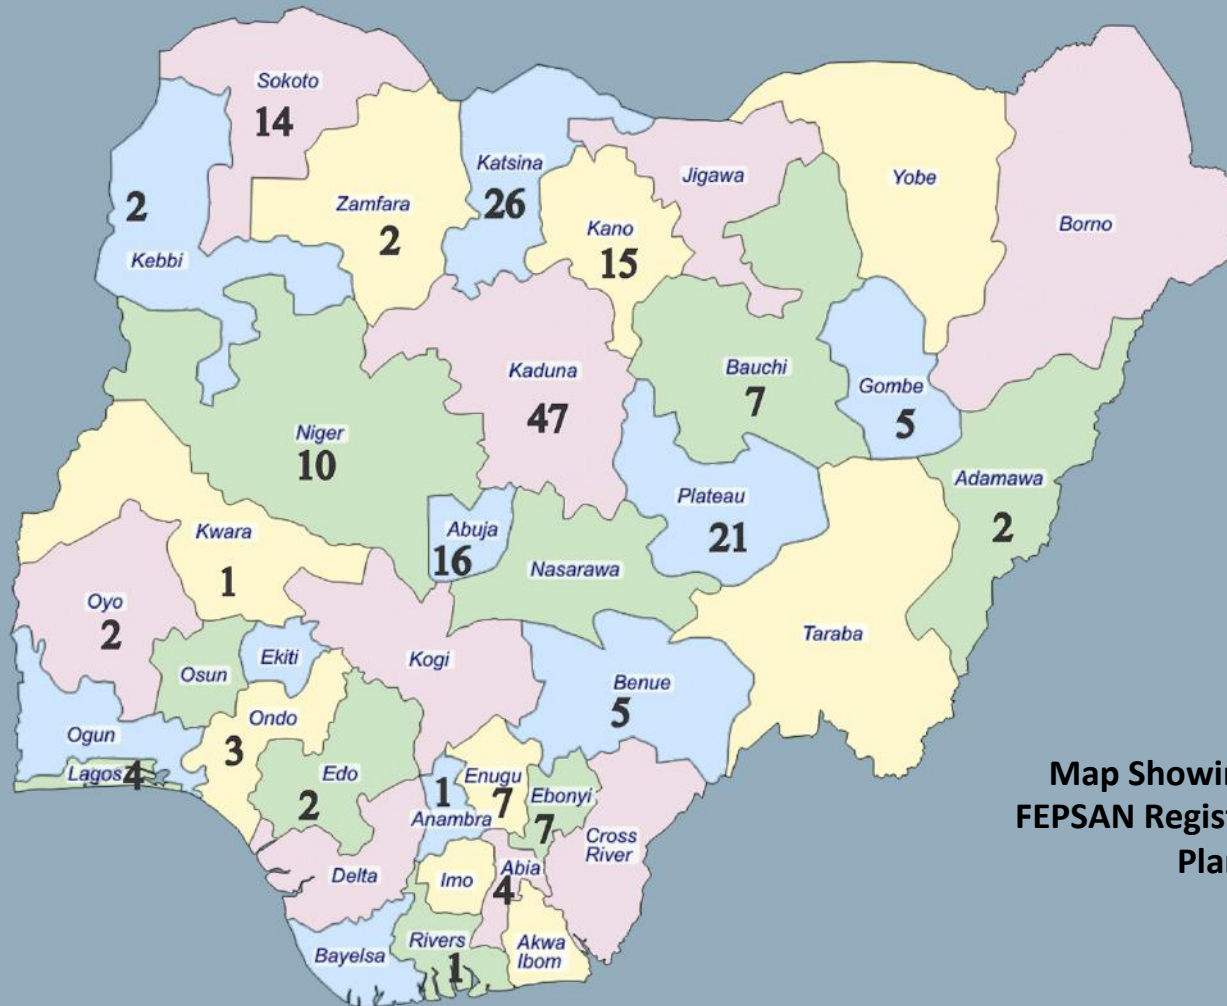 Sokoto
14
Katsina
26
Jigawa
Yobe
2
Zamfara
2
Kano
15
Borno
Kebbi
Kaduna
47
Bauchi
7
Gombe
5
Niger
10
Plateau
21
Adamawa
2
Kwara
1
Abuja
16
Nasarawa
Oyo
2
Taraba
Osun
Ekiti
Kogi
Benue
5
Ogun
Ondo
3
Lagos 4
Edo
2
1
Anambra
Enugu
7
Ebonyi
7
Cross
River
Delta
Imo
Abia
4
Bayelsa
Rivers
1
Akwa
Ibom
Map Showin
FEPSAN Regist
Plan